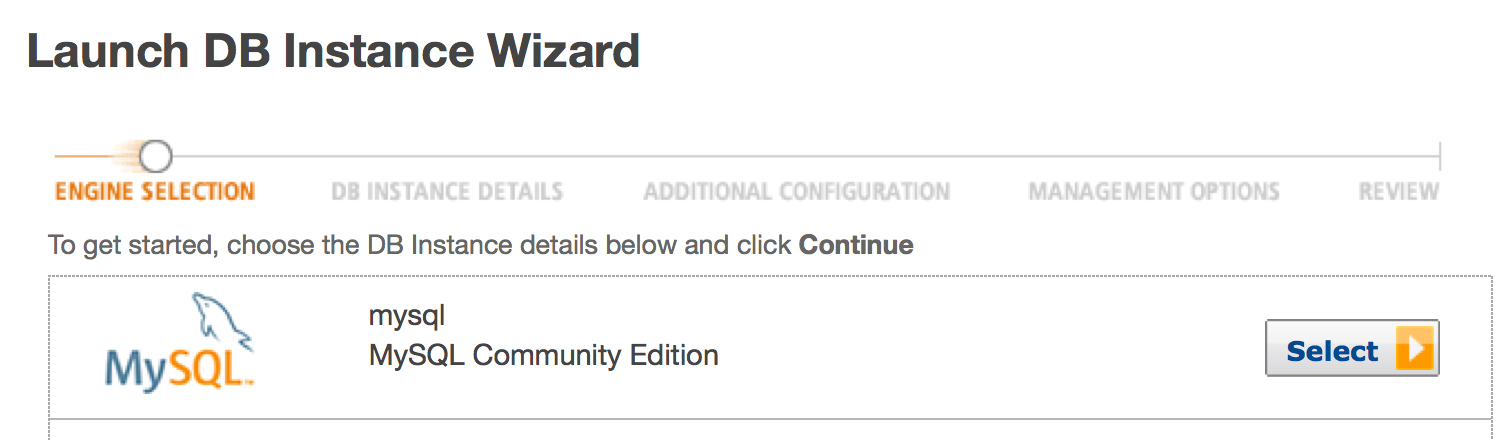 Launch DB Instance Wizard
ENGINE SELECTION DB INSTANCE DETAILS ADDITIONAL CONFIGURATION MANAGEMENT OPTIONS REVIEW
To get started, choose the DB Instance details below and click Continue
MySQL™
mysql
MySQL Community Edition
Select